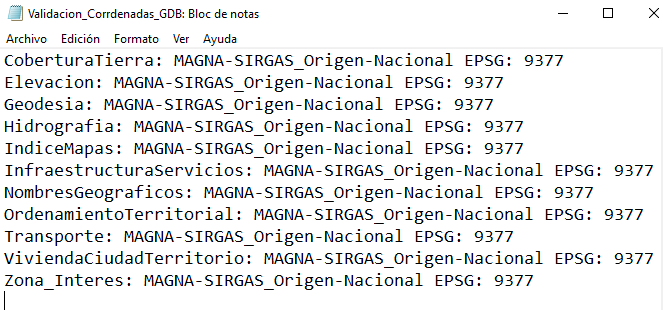 Validacion_Corrdenadas_GDB: Bloc de notas
Archivo Edición Formato Ver Ayuda
CoberturaTierra: MAGNA-SIRGAS_Origen-Nacional EPSG: 9377
Elevacion: MAGNA-SIRGAS_Origen-Nacional EPSG: 9377
Geodesia: MAGNA-SIRGAS_Origen-Nacional EPSG: 9377
Hidrografia: MAGNA-SIRGAS_Origen-Nacional EPSG: 9377
IndiceMapas: MAGNA-SIRGAS_Origen-Nacional EPSG: 9377
InfraestructuraServicios: MAGNA-SIRGAS_Origen-Nacional EPSG: 9377
NombresGeograficos: MAGNA-SIRGAS_Origen-Nacional EPSG: 9377
OrdenamientoTerritorial: MAGNA-SIRGAS_Origen-Nacional EPSG: 9377
Transporte: MAGNA-SIRGAS_Origen-Nacional EPSG: 9377
ViviendaCiudadTerritorio: MAGNA-SIRGAS_Origen-Nacional EPSG: 9377
Zona_Interes: MAGNA-SIRGAS_Origen-Nacional EPSG: 9377